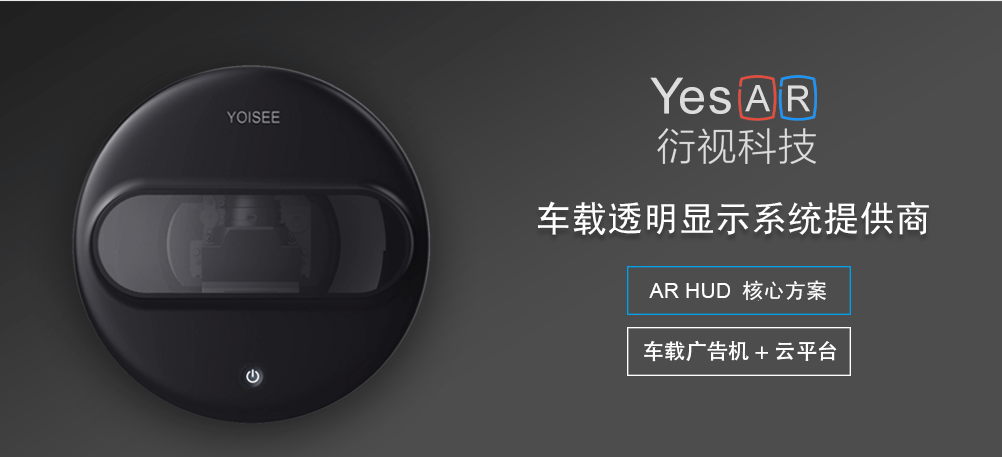 YOISEE
YesAR
衍视科技
车载透明显示系统提供商
AR HUD 核心方案
车载广告机 + 云平台